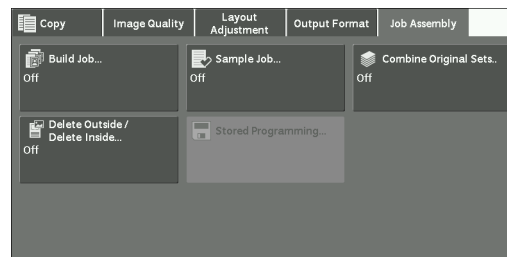 Copy
Image Quality
Layout
Adjustment
Output Format
Job Assembly
Build Job...
Off
Sample Job...
Off
Combine Original Sets..
Off
Delete Outside /
Delete Inside...
Off
Stored Programming...